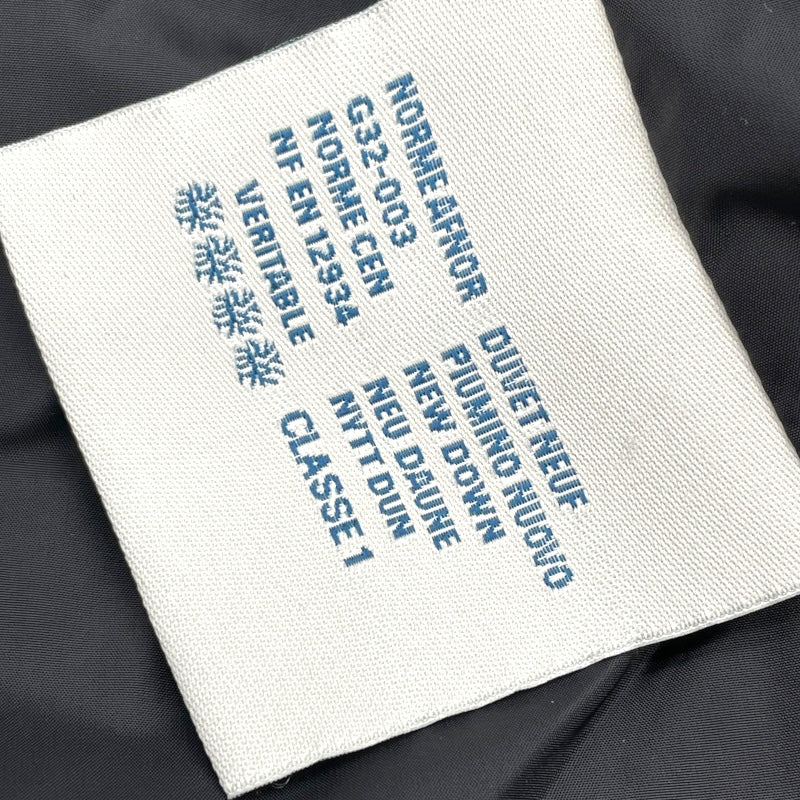 NORME AFNOR
G32-003
NORME CEN
NF EN 12934
VERITABLE
DUVET NEUF
PIUMINO NUOVO
NEW DOWN
NEU DAUNE
NYTT DUN
CLASSE 1